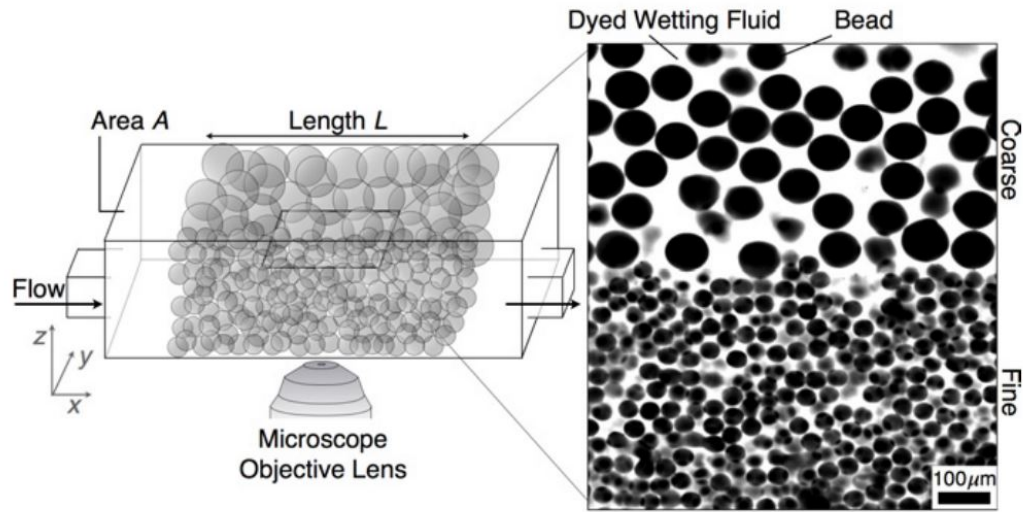 Dyed Wetting Fluid
Bead
Area A
Length L
Coarse
Flow
z
y
x
Fine
Microscope
Objective Lens
100μm